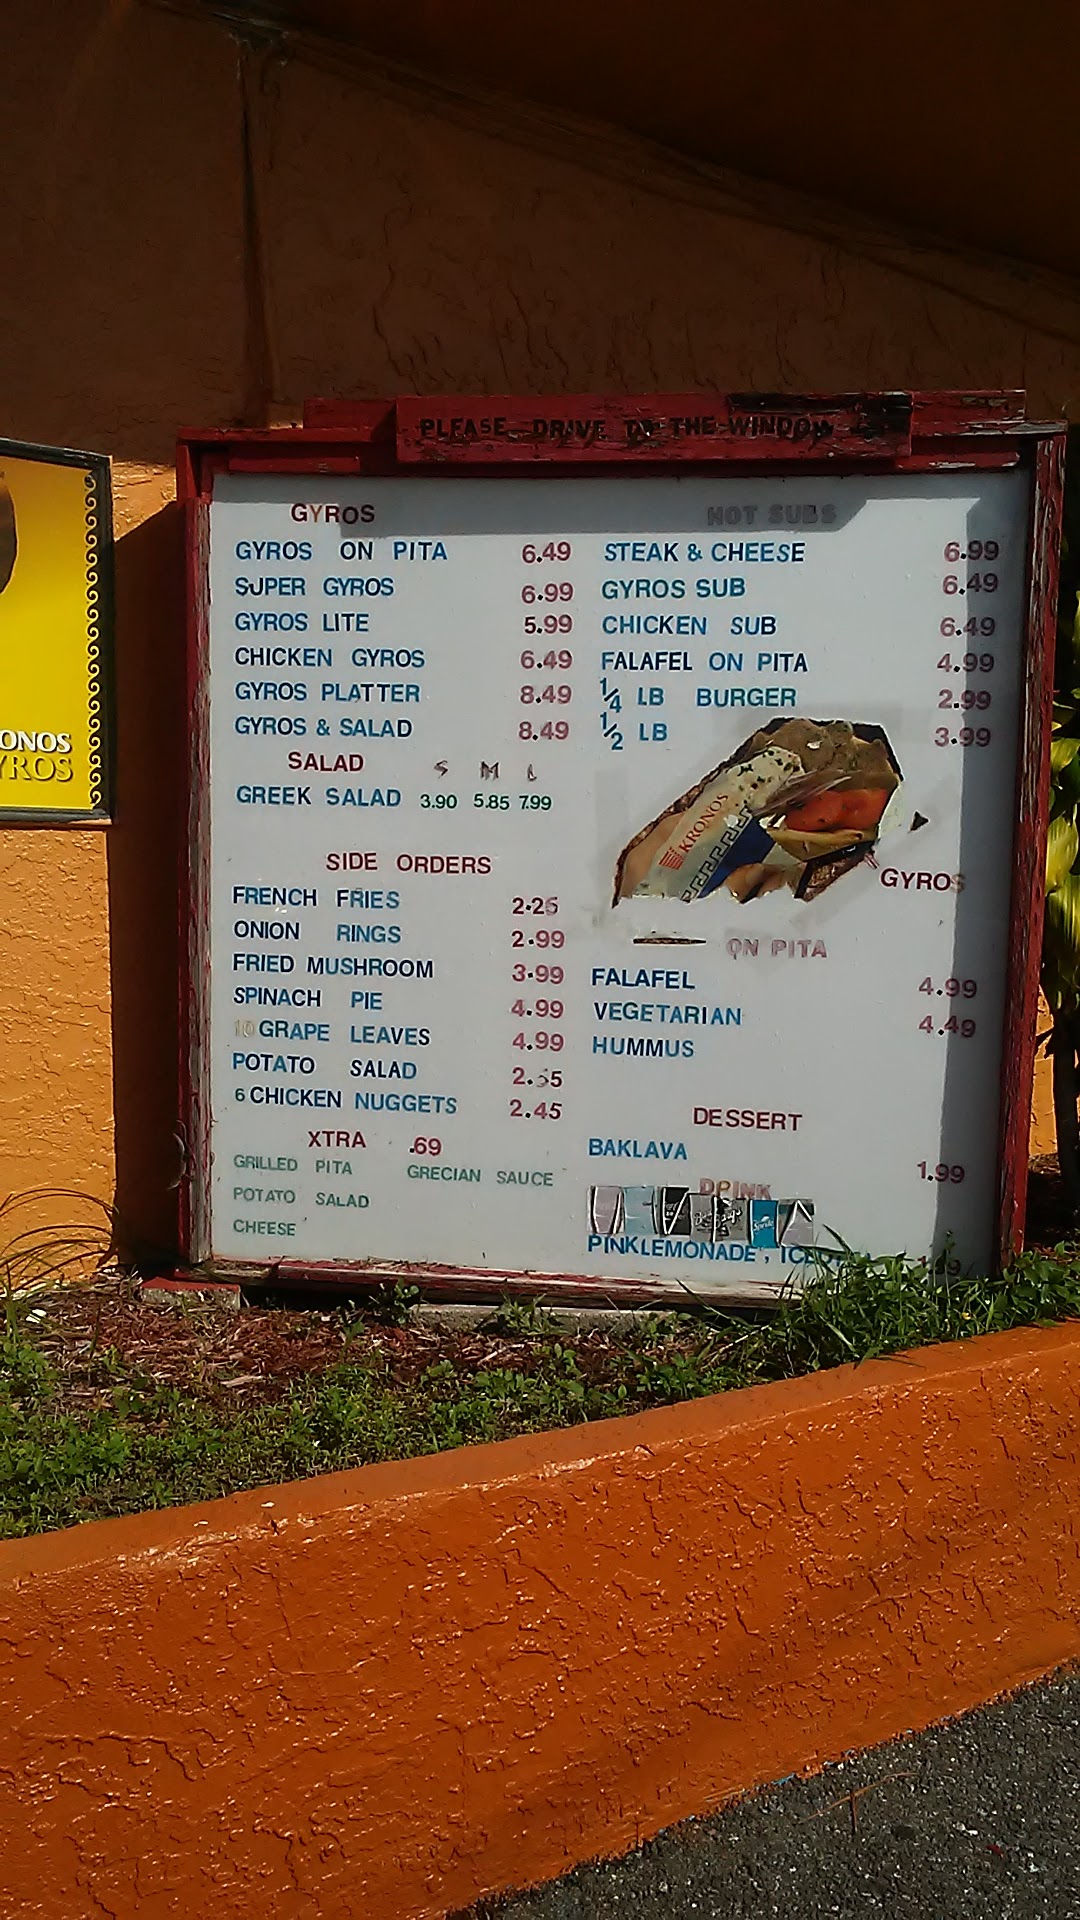 PLEASE DRIVE TO THE WINDOW
GYROS
GYROS ON PITA 6.49
SUPER GYROS 6.99
GYROS LITE 5.99
CHICKEN GYROS 6.49
GYROS PLATTER 8.49
GYROS & SALAD 8.49
SALAD S M L
GREEK SALAD 3.90 5.85 7.99
SIDE ORDERS
FRENCH FRIES 2.25
ONION RINGS 2.99
FRIED MUSHROOM 3.99
SPINACH PIE 4.99
10 GRAPE LEAVES 4.99
POTATO SALAD
6 CHICKEN NUGGETS 2.45
XTRA .69
GRILLED PITA GRECIAN SAUCE
POTATO SALAD
CHEESE
HOT SUBS
STEAK & CHEESE 6.99
GYROS SUB 6.49
CHICKEN SUB 6.49
FALAFEL ON PITA 4.99
1/4 LB BURGER 2.99
1/2 LB 3.99
KRONOS
GYROS
ON PITA
FALAFEL 4.99
VEGETARIAN 4.49
HUMMUS
DESSERT
BAKLAVA 1.99
DRINK
Sprite
PINK LEMONADE,
ONOS
YROS